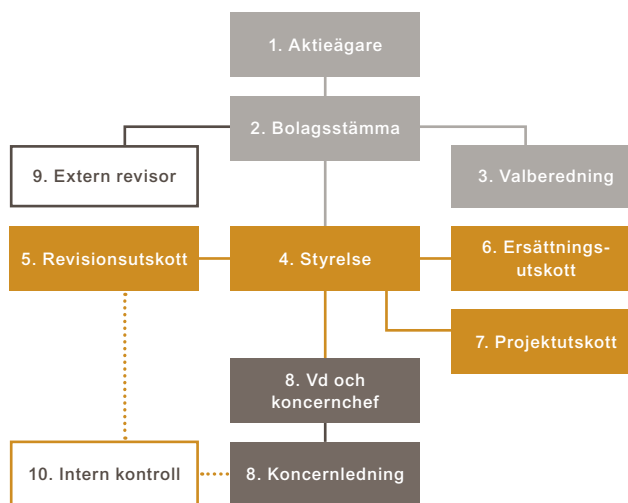 1. Aktieägare
2. Bolagsstämma
9. Extern revisor
3. Valberedning
5. Revisionsutskott
4. Styrelse
6. Ersättnings-
utskott
7. Projektutskott
8. Vd och
koncernchef
10. Intern kontroll
8. Koncernledning